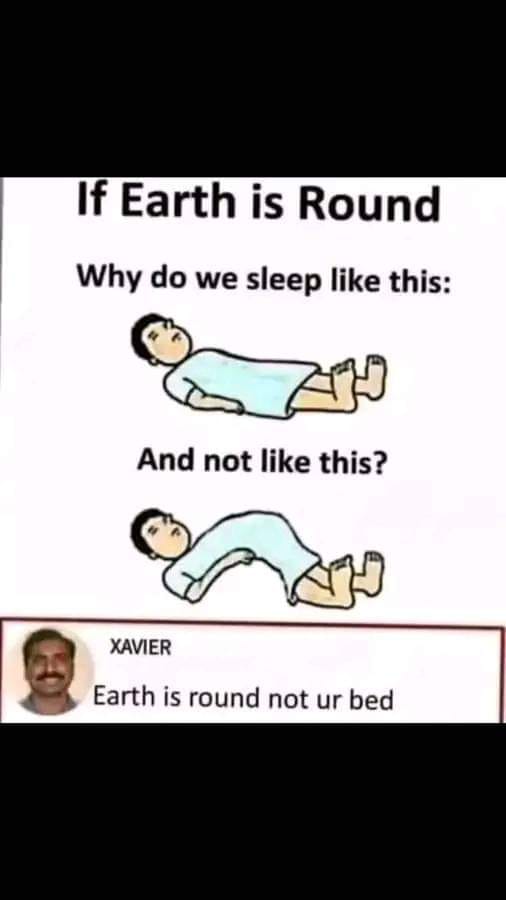 If Earth is Round
Why do we sleep like this:
And not like this?
XAVIER
Earth is round not ur bed